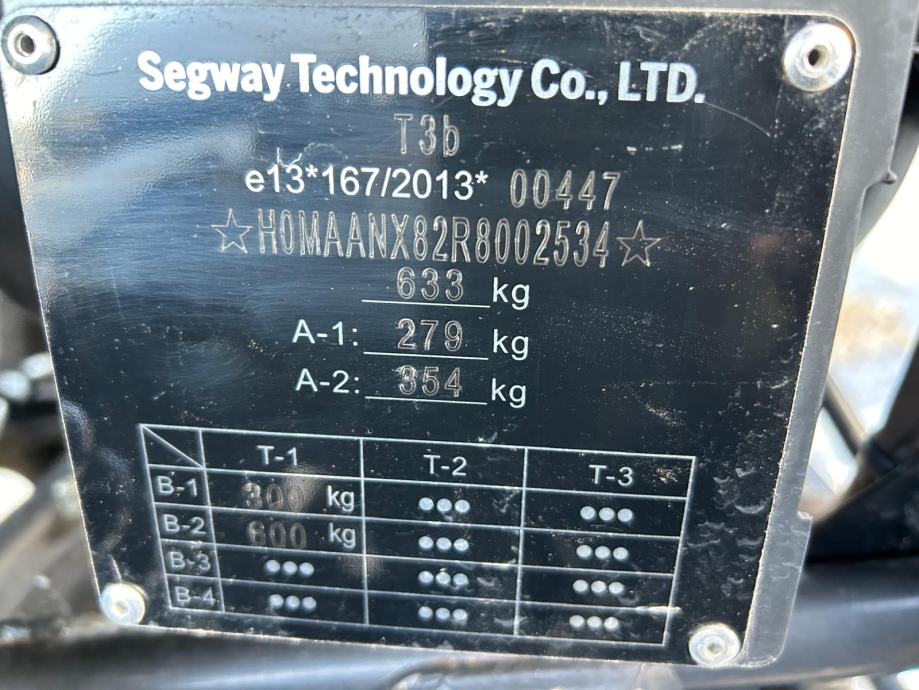 Segway Technology Co., LTD.
T3b
e13*167/2013* 00447
☆H0MAANX82R8002534☆
633 kg
A-1: 279 kg
A-2: 354 kg
T-1 T-2 T-3
B-1 300 kg ●●● ●●●
B-2 600 kg ●●● ●●●
B-3 ●●● ●●● ●●●
B-4 ●●● ●●● ●●●